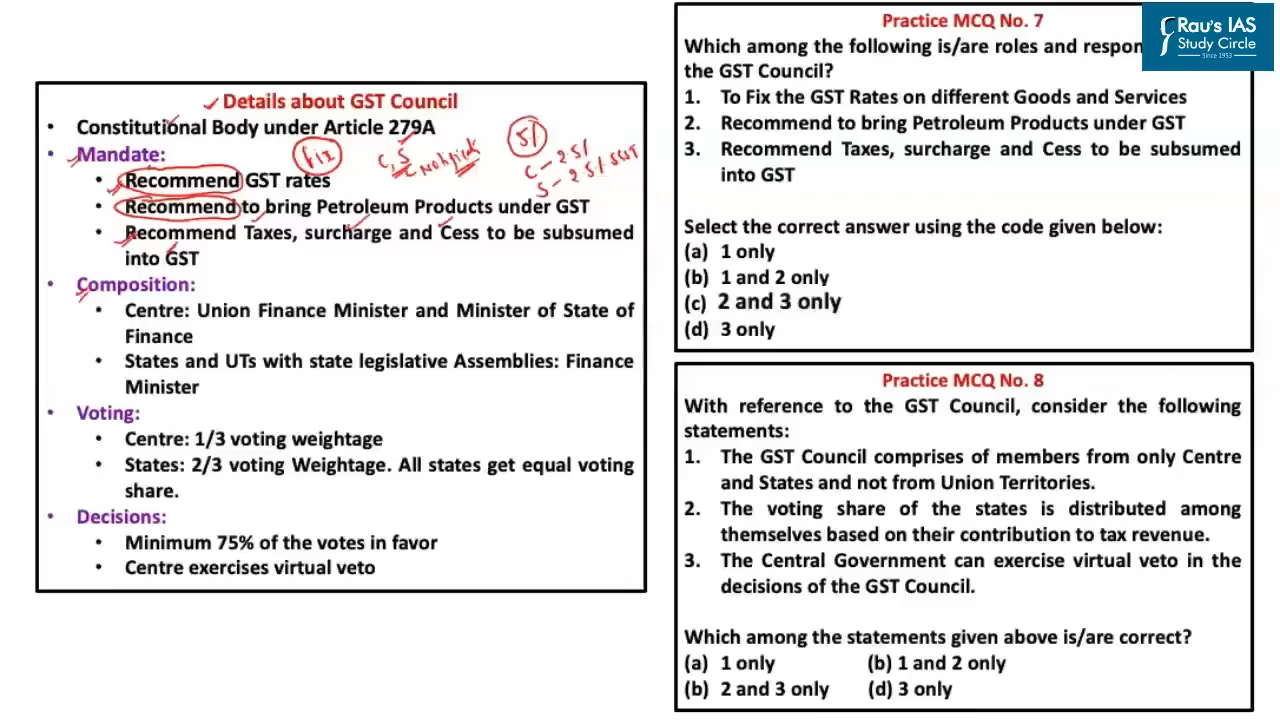 Rau's IAS
Study Circle
Since 1953
Details about GST Council
• Constitutional Body under Article 279A
• Mandate:
• Recommend GST rates
• Recommend to bring Petroleum Products under GST
• Recommend Taxes, surcharge and Cess to be subsumed
into GST
• Composition:
• Centre: Union Finance Minister and Minister of State of
Finance
• States and UTs with state legislative Assemblies: Finance
Minister
• Voting:
• Centre: 1/3 voting weightage
• States: 2/3 voting Weightage. All states get equal voting
share.
• Decisions:
• Minimum 75% of the votes in favor
• Centre exercises virtual veto
fix
C, S
5%
Practice MCQ No. 7
Which among the following is/are roles and respon
the GST Council?
1. To Fix the GST Rates on different Goods and Services
2. Recommend to bring Petroleum Products under GST
3. Recommend Taxes, surcharge and Cess to be subsumed
into GST
Select the correct answer using the code given below:
(a) 1 only
(b) 1 and 2 only
(c) 2 and 3 only
(d) 3 only
Practice MCQ No. 8
With reference to the GST Council, consider the following
statements:
1. The GST Council comprises of members from only Centre
and States and not from Union Territories.
2. The voting share of the states is distributed among
themselves based on their contribution to tax revenue.
3. The Central Government can exercise virtual veto in the
decisions of the GST Council.
Which among the statements given above is/are correct?
(a) 1 only (b) 1 and 2 only
(b) 2 and 3 only (d) 3 only